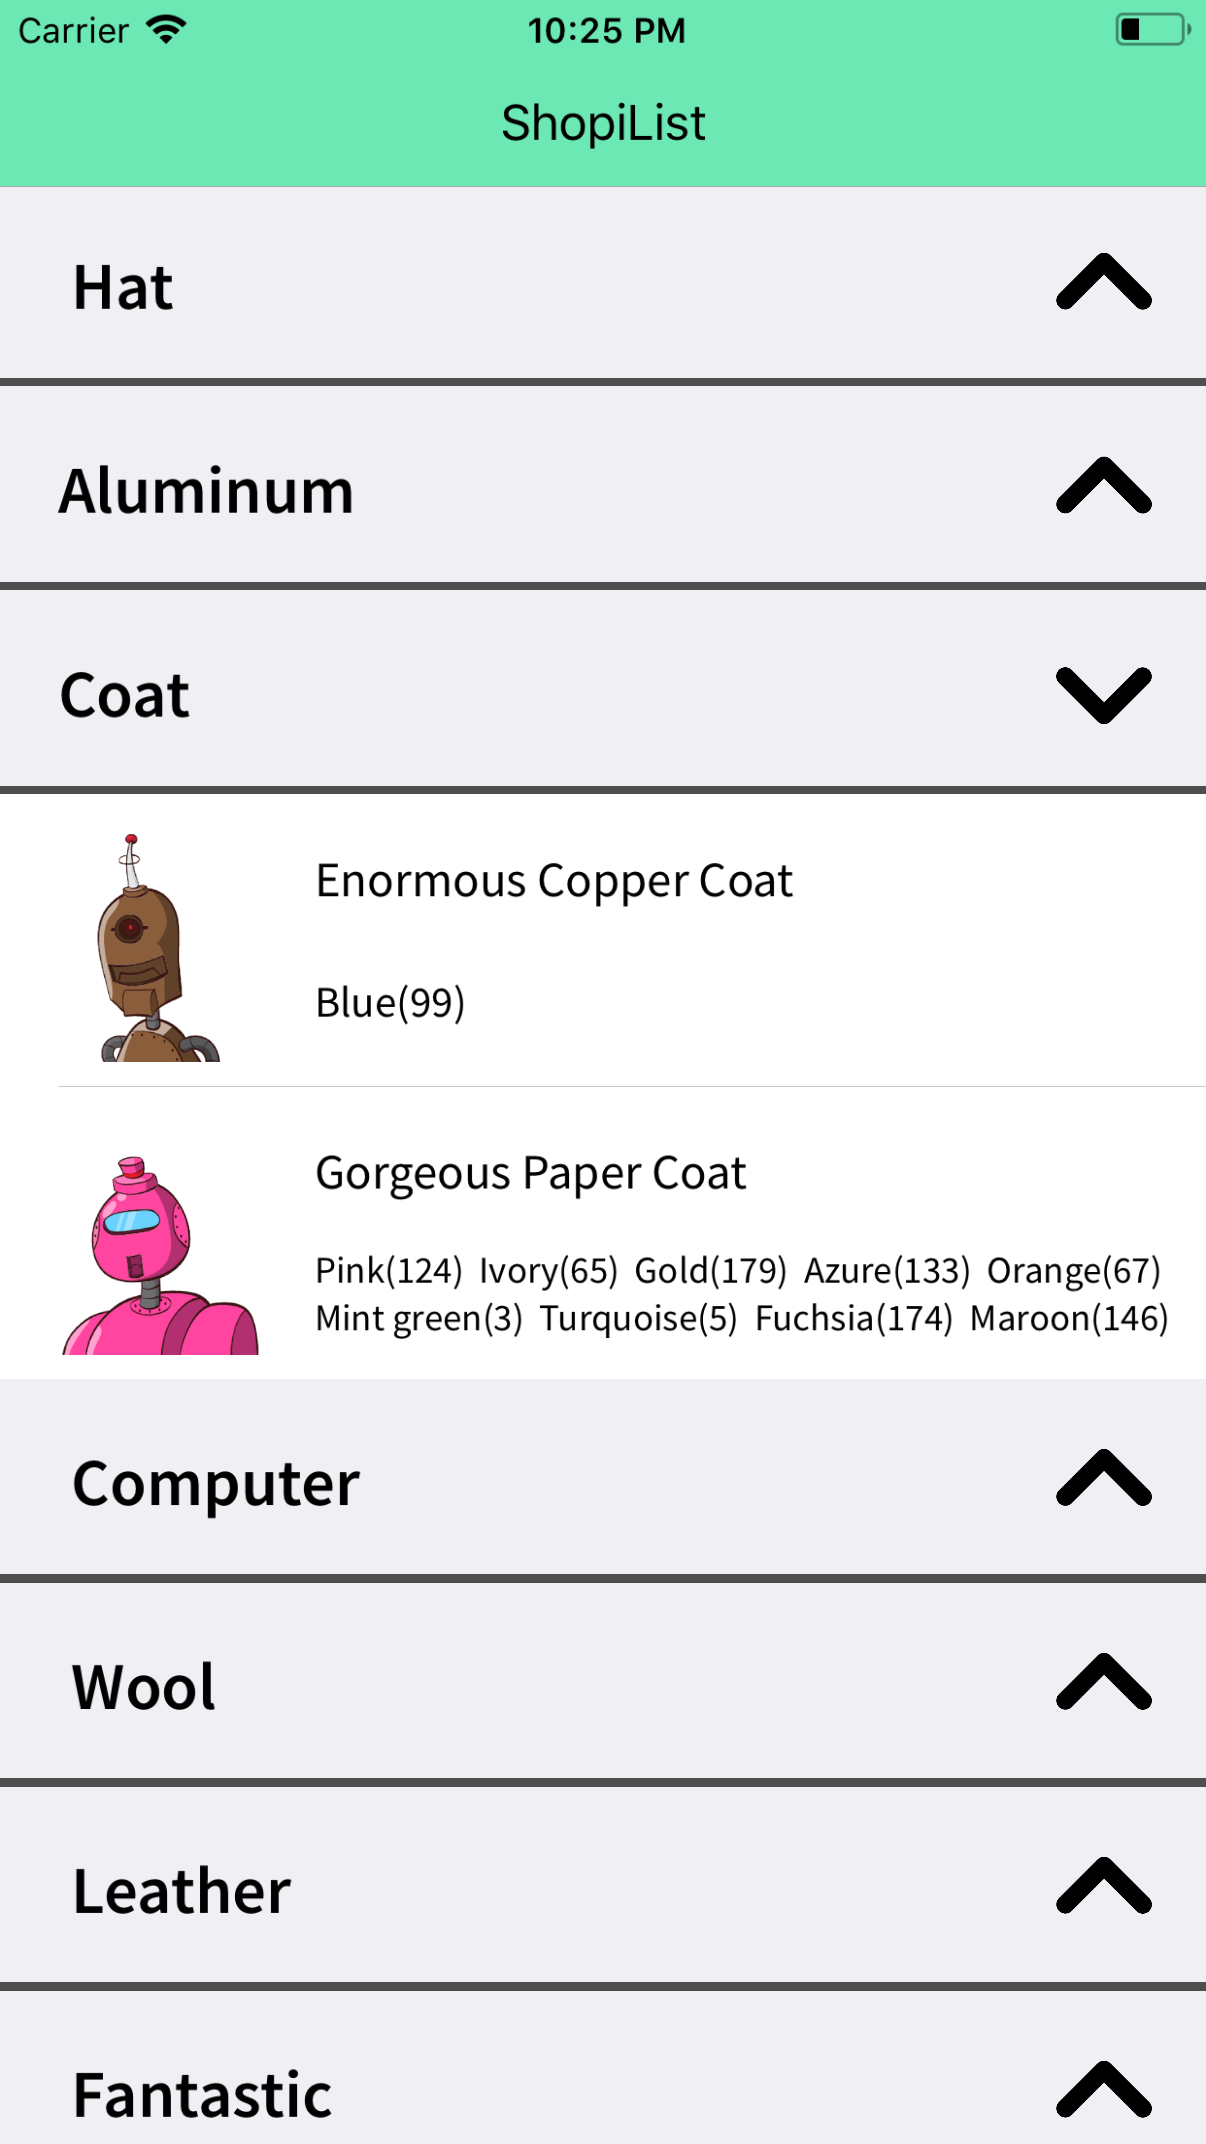 Carrier 10:25 PM
ShopiList
Hat
Aluminum
Coat
Enormous Copper Coat
Blue(99)
Gorgeous Paper Coat
Pink(124) Ivory(65) Gold(179) Azure(133) Orange(67)
Mint green(3) Turquoise(5) Fuchsia(174) Maroon(146)
Computer
Wool
Leather
Fantastic